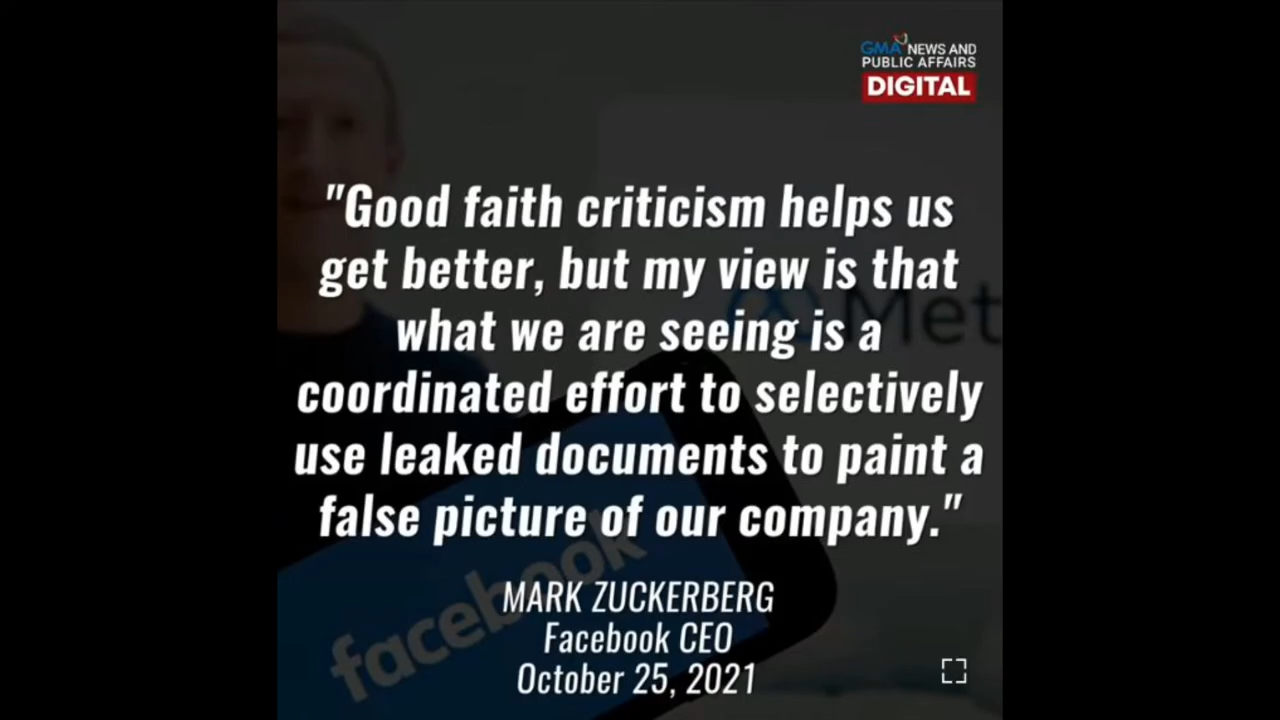 GMA NEWS AND
PUBLIC AFFAIRS
DIGITAL
"Good faith criticism helps us
get better, but my view is that
what we are seeing is a
coordinated effort to selectively
use leaked documents to paint a
false picture of our company."
Met
facebook
MARK ZUCKERBERG
Facebook CEO
October 25, 2021